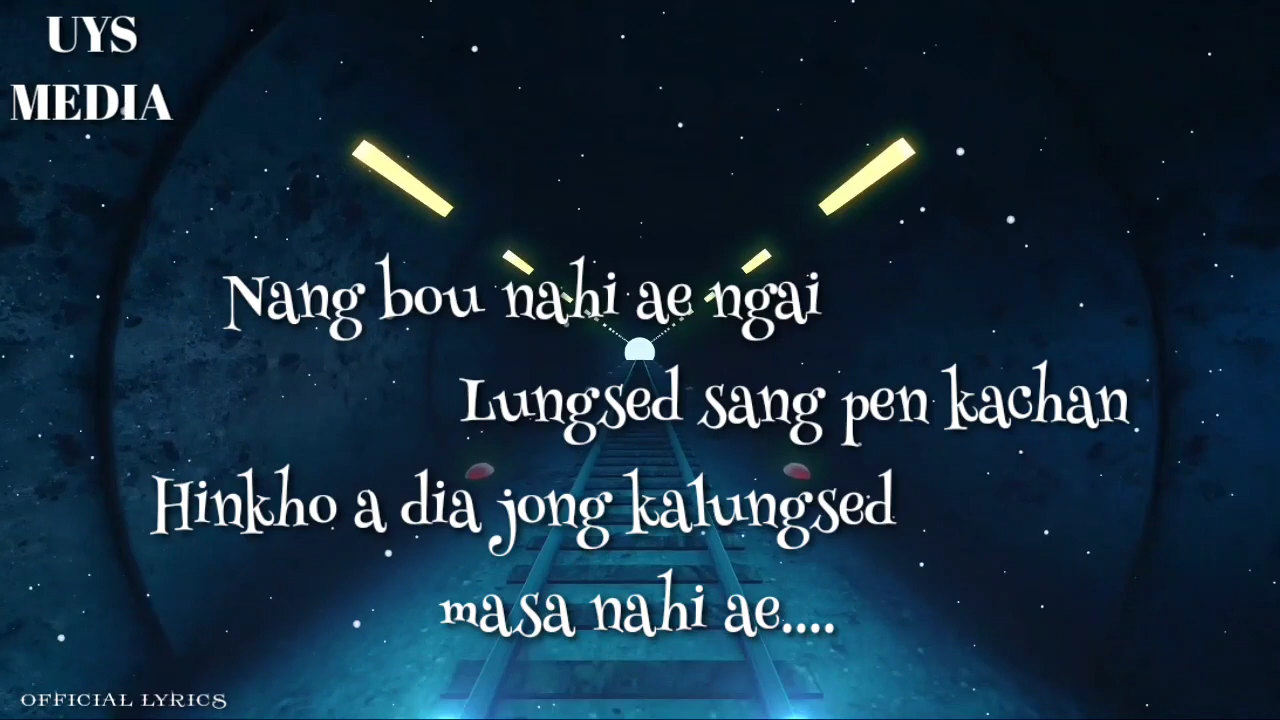 UYS
MEDIA
Nang bou nahi ae ngai
Lungsed sang pen kachan
Hinkho a dia jong kalungsed
masa nahi ae....
OFFICIAL LYRICS